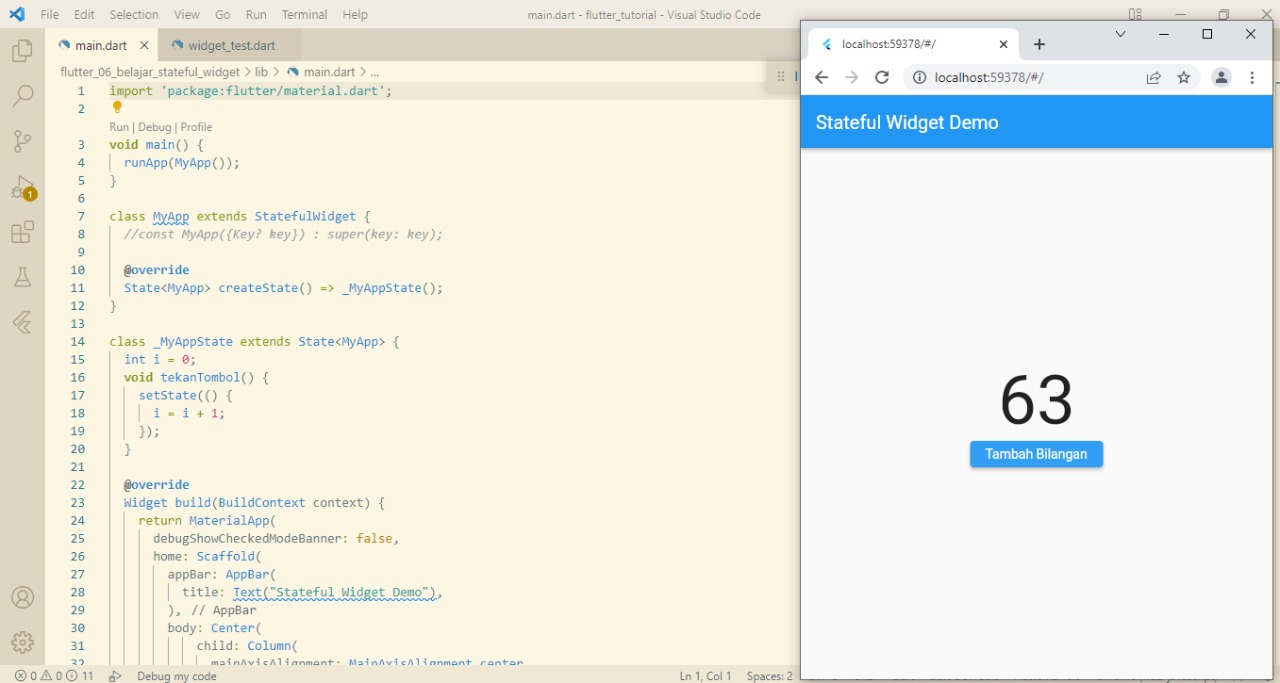 File Edit Selection View Go Run Terminal Help
main.dart - flutter_tutorial - Visual Studio Code
main.dart
widget_test.dart
flutter_06_belajar_stateful_widget > lib > main.dart > ...
1 import 'package:flutter/material.dart';
2
Run | Debug | Profile
3 void main() {
4 runApp(MyApp());
5 }
6
7 class MyApp extends StatefulWidget {
8 //const MyApp({Key? key}) : super(key: key);
9
10 @override
11 State<MyApp> createState() => _MyAppState();
12 }
13
14 class _MyAppState extends State<MyApp> {
15 int i = 0;
16 void tekanTombol() {
17 setState(() {
18 i = i + 1;
19 });
20 }
21
22 @override
23 Widget build(BuildContext context) {
24 return MaterialApp(
25 debugShowCheckedModeBanner: false,
26 home: Scaffold(
27 appBar: AppBar(
28 title: Text("Stateful Widget Demo"),
29 ), // AppBar
30 body: Center(
31 child: Column(
32 mainAxisAlignment: MainAxisAlignment.center
1
0 0 11 Debug my code
Ln 1, Col 1 Spaces: 2
localhost:59378/#/
localhost:59378/#/
Stateful Widget Demo
63
Tambah Bilangan